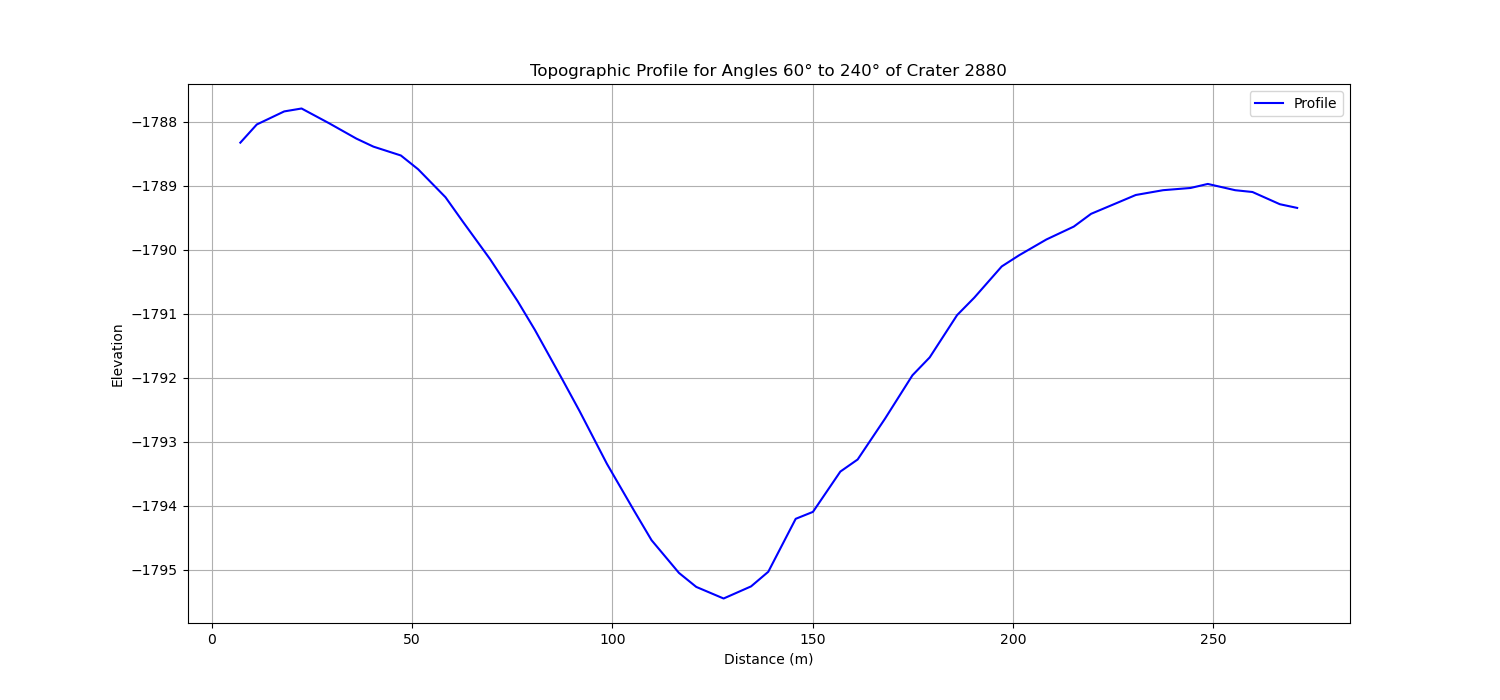 Topographic Profile for Angles 60° to 240° of Crater 2880
Profile
−1788
−1789
−1790
−1791
−1792
−1793
−1794
−1795
Elevation
0 50 100 150 200 250
Distance (m)